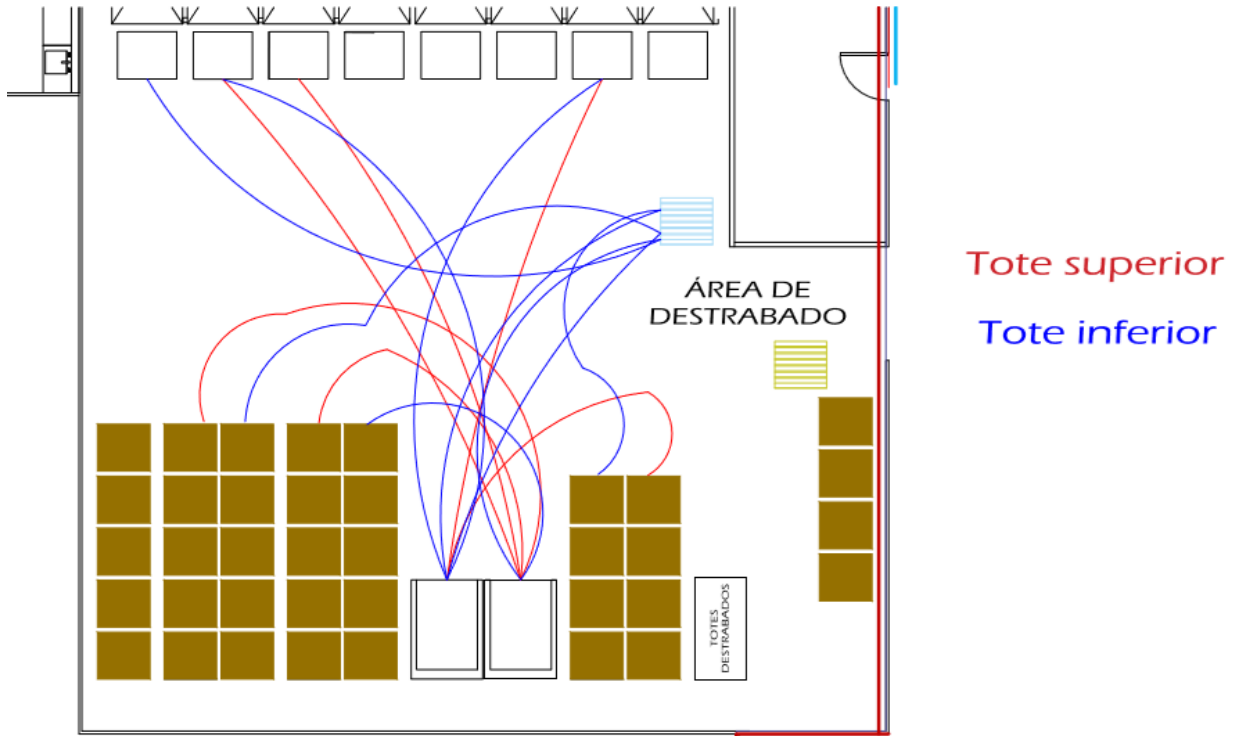 ÁREA DE
DESTRABADO
Tote superior
Tote inferior
TOTES
DESTRABADOS